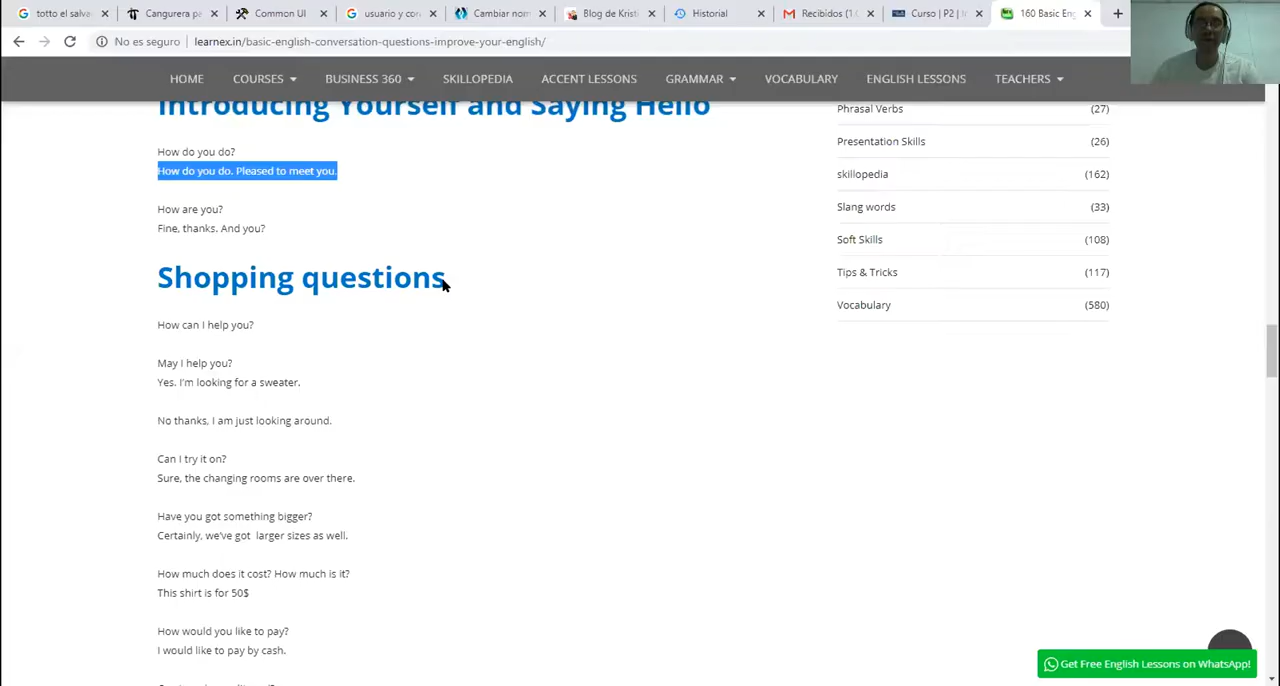 totto el salva
Cangurera pa
Common UI
usuario y con
Cambiar nom
Blog de Krist
Historial
Recibidos (1.
Curso | P2 |
160 Basic Eng
No es seguro | learnex.in/basic-english-conversation-questions-improve-your-english/
HOME COURSES BUSINESS 360 SKILLOPEDIA ACCENT LESSONS GRAMMAR VOCABULARY ENGLISH LESSONS TEACHERS
Introducing Yourself and Saying Hello
How do you do?
How do you do. Pleased to meet you.
How are you?
Fine, thanks. And you?
Shopping questions
How can I help you?
May I help you?
Yes. I'm looking for a sweater.
No thanks, I am just looking around.
Can I try it on?
Sure, the changing rooms are over there.
Have you got something bigger?
Certainly, we've got larger sizes as well.
How much does it cost? How much is it?
This shirt is for 50$
How would you like to pay?
I would like to pay by cash.
Phrasal Verbs (27)
Presentation Skills (26)
skillopedia (162)
Slang words (33)
Soft Skills (108)
Tips & Tricks (117)
Vocabulary (580)
Get Free English Lessons on WhatsApp!